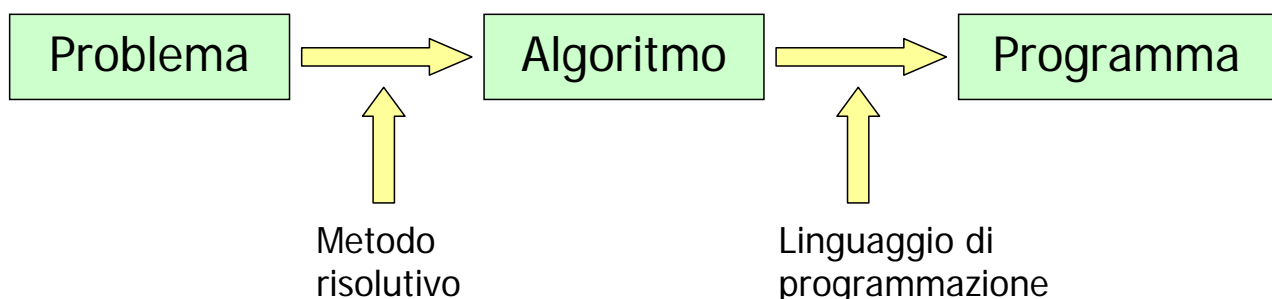 Problema
Algoritmo
Programma
Metodo
risolutivo
Linguaggio di
programmazione